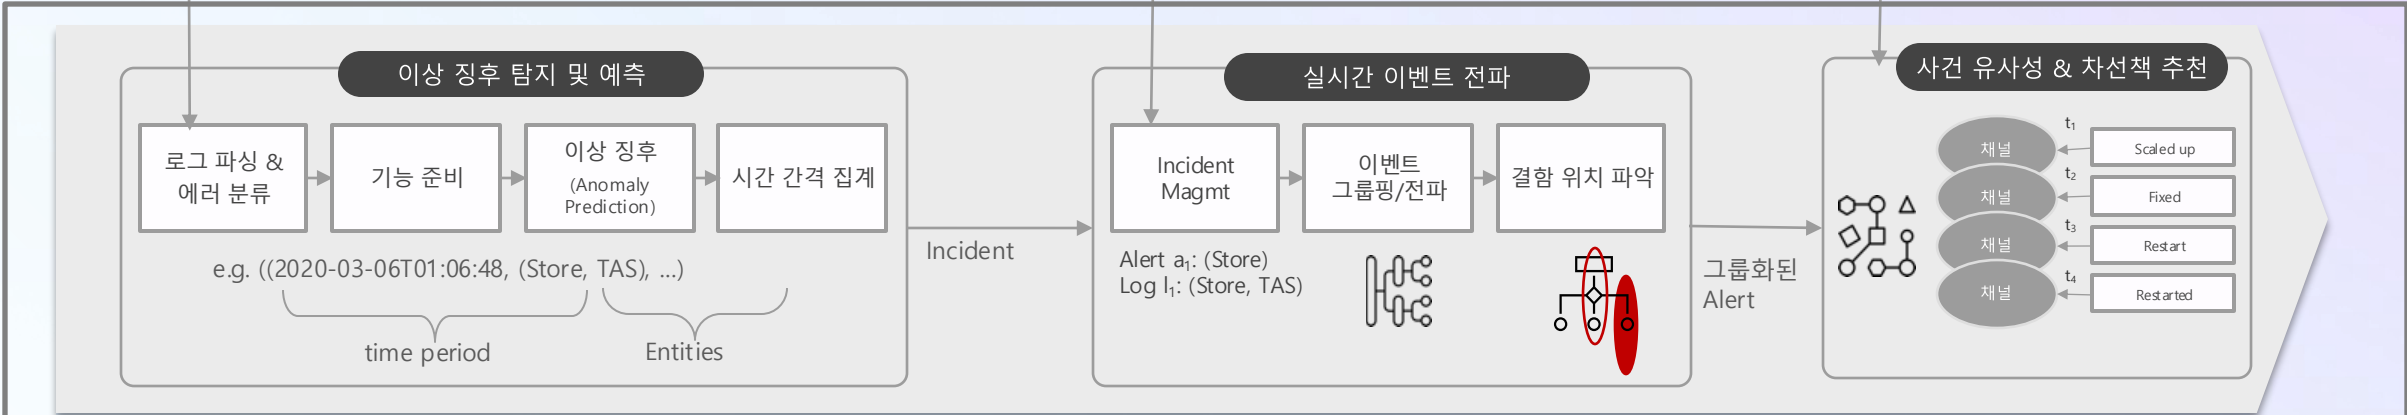 이상 징후 탐지 및 예측
로그 파싱 &
에러 분류
기능 준비
이상 징후
(Anomaly
Prediction)
시간 간격 집계
e.g. ((2020-03-06T01:06:48, (Store, TAS), ...)
time period
Entities
Incident
실시간 이벤트 전파
Incident
Magmt
이벤트
그룹핑/전파
결함 위치 파악
Alert a₁: (Store)
Log l₁: (Store, TAS)
그룹화된
Alert
사건 유사성 & 차선책 추천
채널
t₁
Scaled up
채널
t₂
Fixed
채널
t₃
Restart
채널
t₄
Restarted